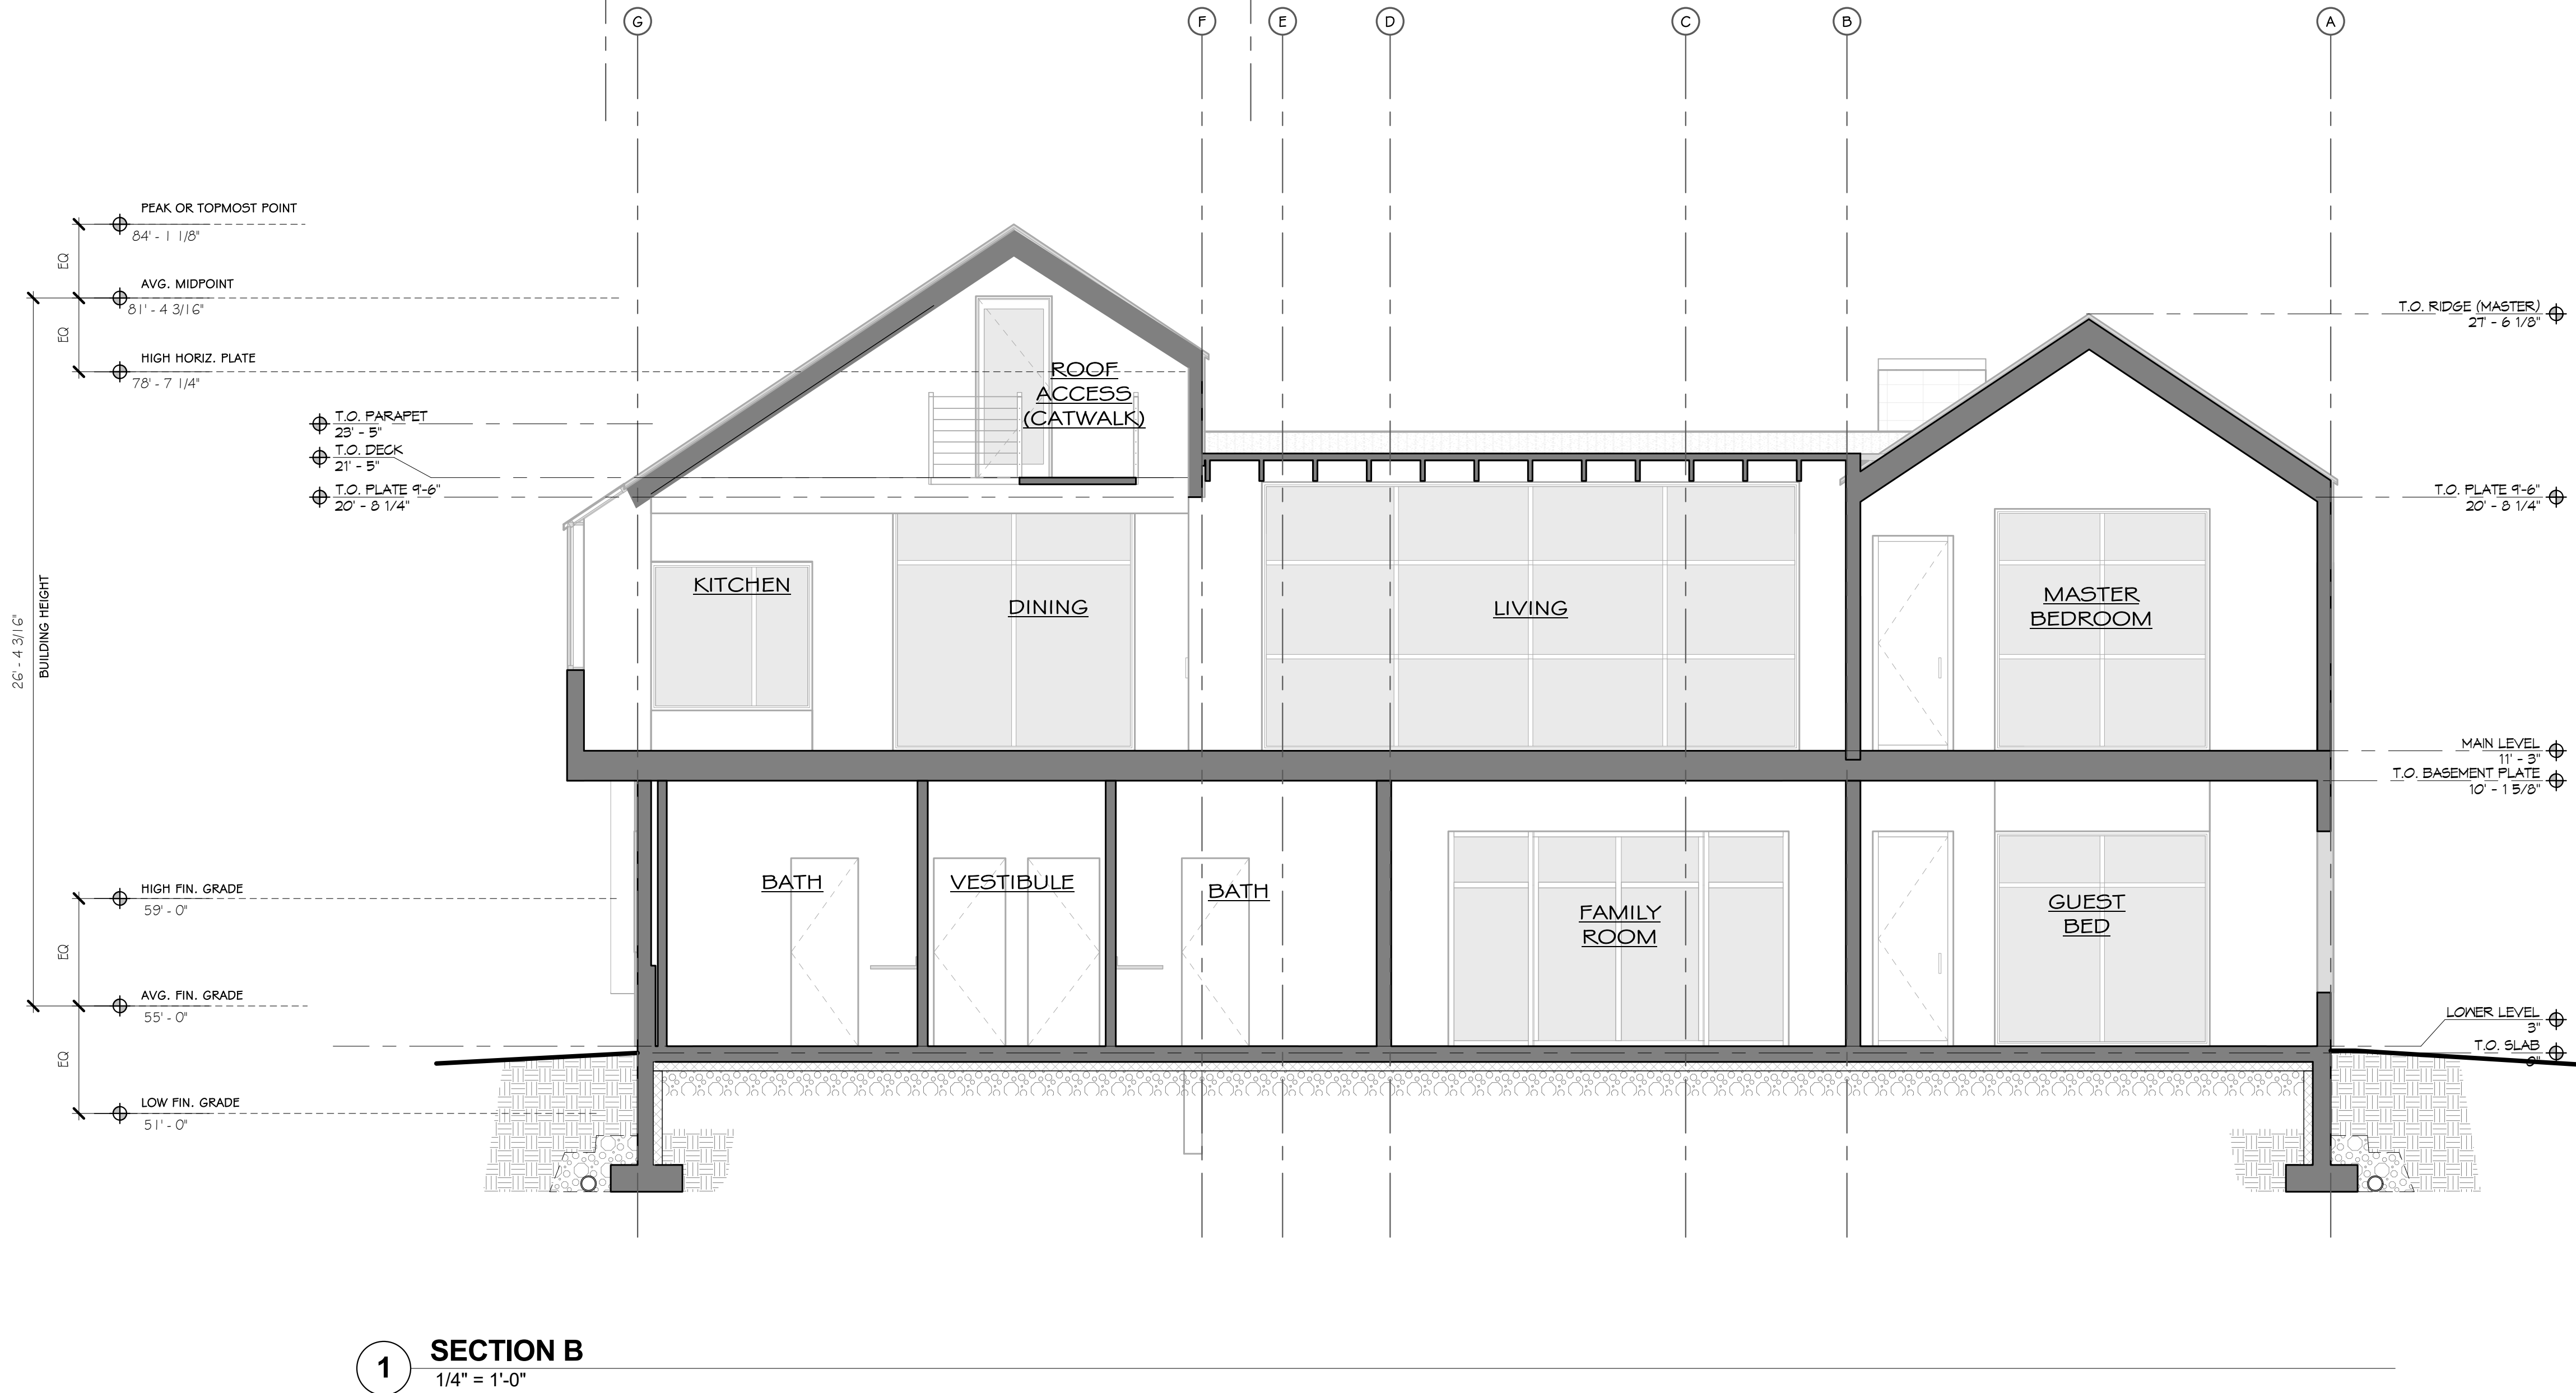 G
F
E
D
C
B
A
PEAK OR TOPMOST POINT
84' - 1 1/8"
EQ
AVG. MIDPOINT
81' - 4 3/16"
EQ
HIGH HORIZ. PLATE
78' - 7 1/4"
T.O. PARAPET
23' - 5"
T.O. DECK
21' - 5"
T.O. PLATE 9'-6"
20' - 8 1/4"
T.O. RIDGE (MASTER)
27' - 6 1/8"
T.O. PLATE 9'-6"
20' - 8 1/4"
ROOF
ACCESS
(CATWALK)
KITCHEN
DINING
LIVING
MASTER
BEDROOM
26' - 4 3/16"
BUILDING HEIGHT
MAIN LEVEL
11' - 3"
T.O. BASEMENT PLATE
10' - 1 5/8"
BATH
VESTIBULE
BATH
FAMILY
ROOM
GUEST
BED
HIGH FIN. GRADE
59' - 0"
EQ
AVG. FIN. GRADE
55' - 0"
EQ
LOW FIN. GRADE
51' - 0"
LOWER LEVEL
3"
T.O. SLAB
0"
1
SECTION B
1/4" = 1'-0"